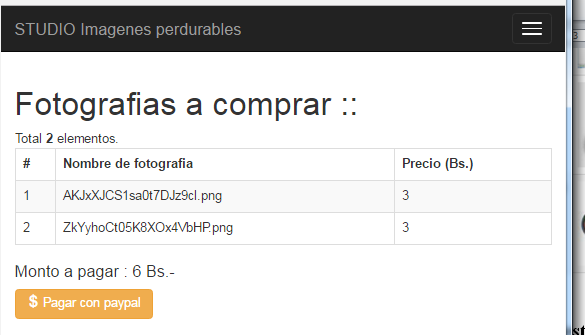 STUDIO Imagenes perdurables
Fotografias a comprar ::
Total 2 elementos.
# Nombre de fotografia Precio (Bs.)
1 AKJxXJCS1sa0t7DJz9cI.png 3
2 ZkYyhoCt05K8XOx4VbHP.png 3
Monto a pagar : 6 Bs.-
$ Pagar con paypal